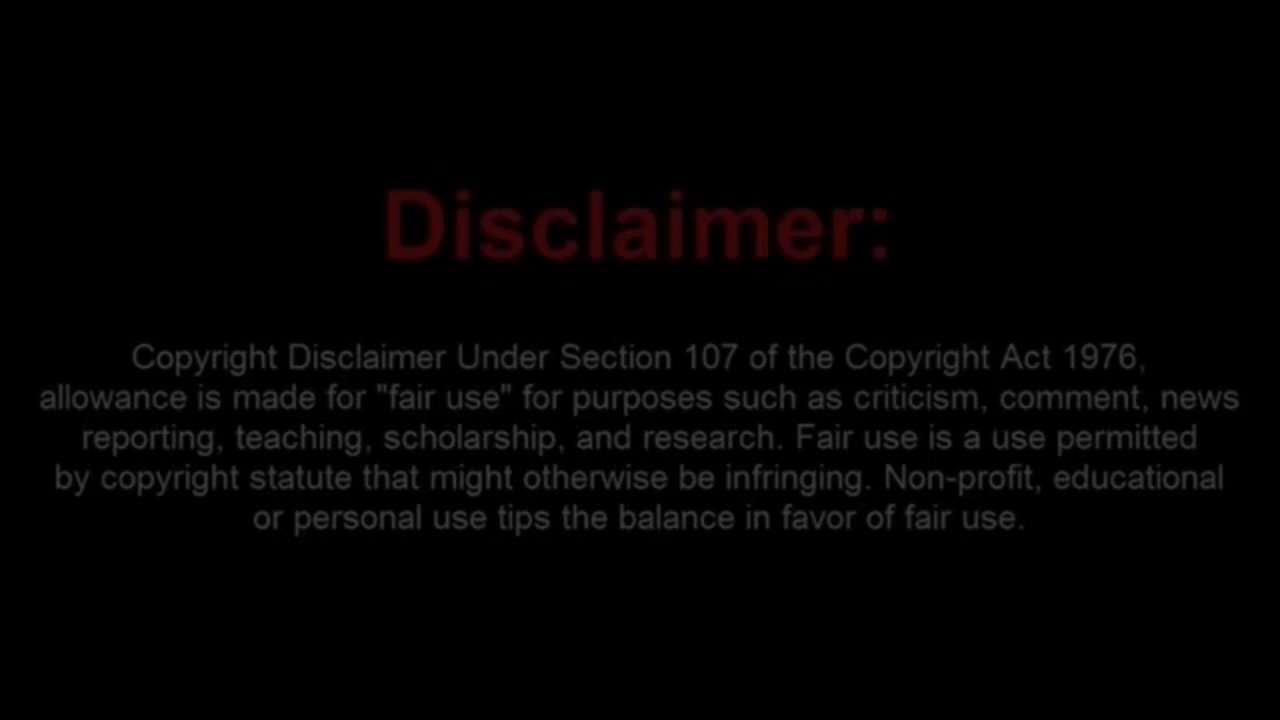 Disclaimer:
Copyright Disclaimer Under Section 107 of the Copyright Act 1976,
allowance is made for "fair use" for purposes such as criticism, comment, news
reporting, teaching, scholarship, and research. Fair use is a use permitted
by copyright statute that might otherwise be infringing. Non-profit, educational
or personal use tips the balance in favor of fair use.